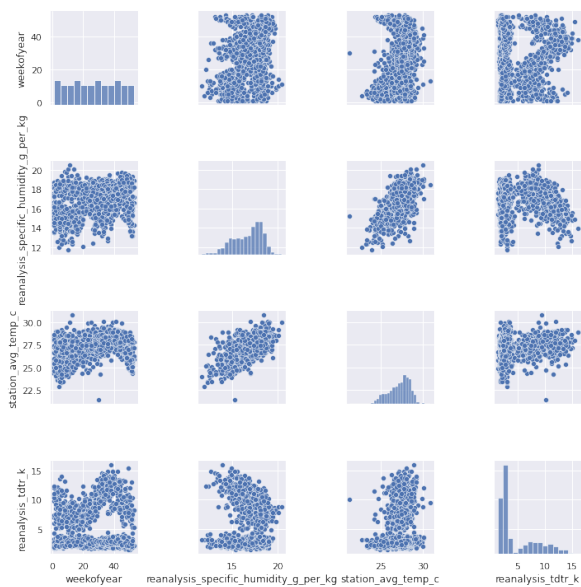 weekofyear
40
20
0
reanalysis_specific_humidity_g_per_kg
20
18
16
14
12
station_avg_temp_c
30.0
27.5
25.0
22.5
reanalysis_tdtr_k
15
10
5
0 20 40 15 20 25 30 5 10 15
weekofyear reanalysis_specific_humidity_g_per_kg station_avg_temp_c reanalysis_tdtr_k